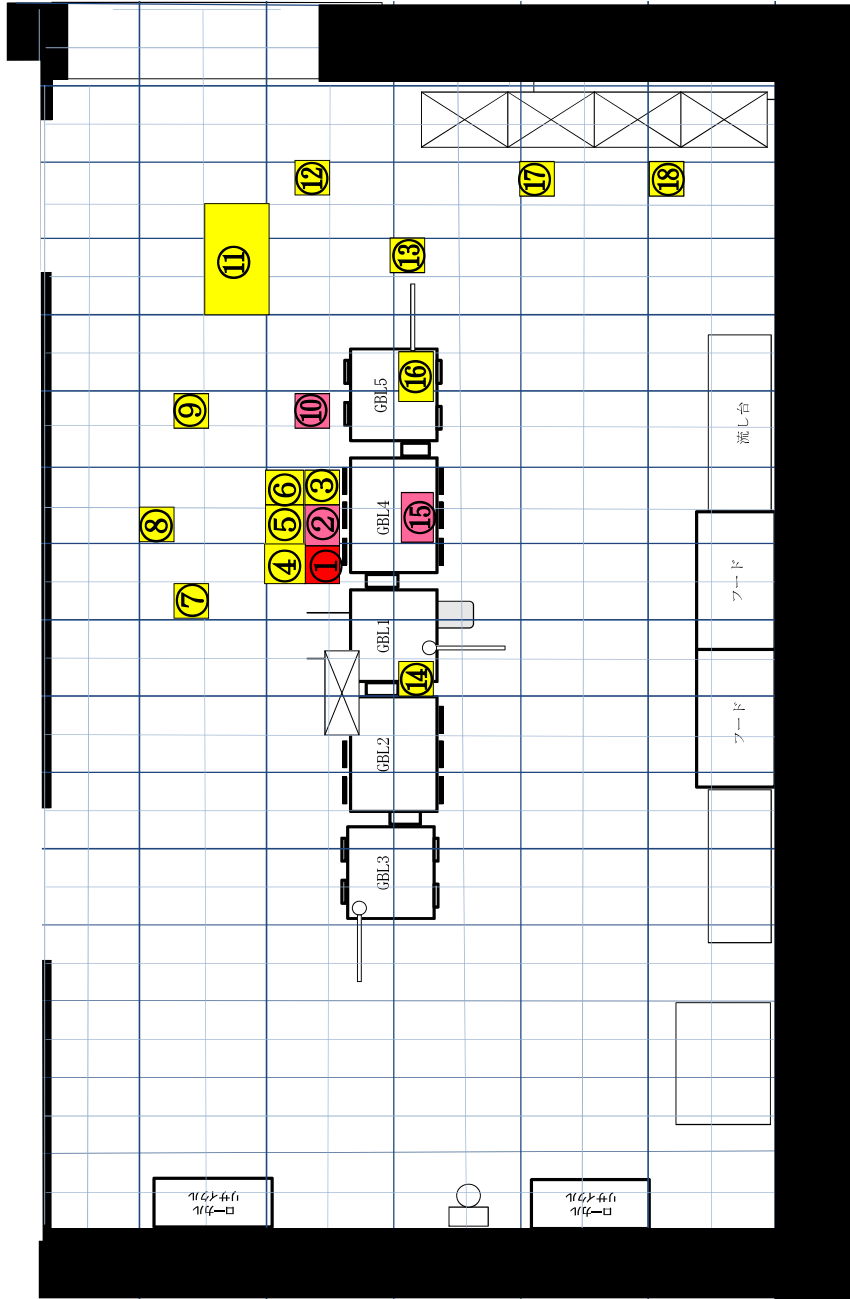 ⑫
⑰
⑱
⑪
⑬
⑯
GBL5
⑨
⑩
流し台
⑥
③
⑧
⑤
②
GBL4
⑮
④
①
フード
⑦
GBL1
⑭
GBL2
フード
GBL3
ローカル
リサイクル
ローカル
リサイクル